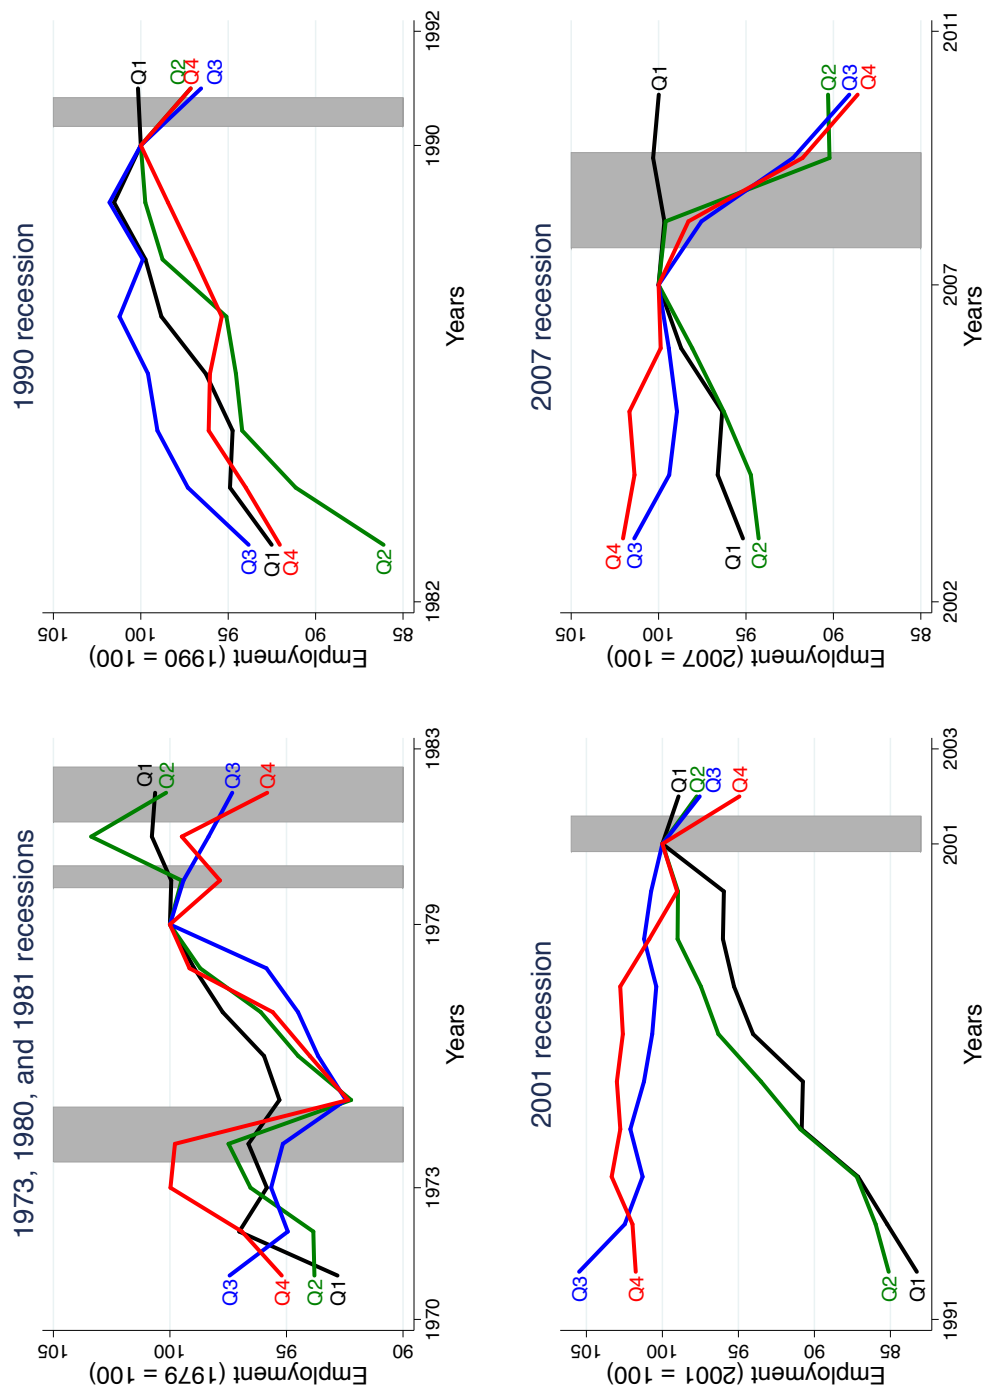 1973, 1980, and 1981 recessions
Employment (1979 = 100)
105
100
95
90
Q3
Q4
Q2
Q1
Q1
Q2
Q3
Q4
1970
1973
1979
1983
Years
1990 recession
Employment (1990 = 100)
105
100
95
90
85
Q3
Q1
Q4
Q2
Q1
Q2
Q4
Q3
1982
1990
1992
Years
2001 recession
Employment (2001 = 100)
105
100
95
90
85
Q3
Q4
Q2
Q1
Q1
Q2
Q3
Q4
1991
2001
2003
Years
2007 recession
Employment (2007 = 100)
105
100
95
90
85
Q4
Q3
Q1
Q2
Q1
Q2
Q3
Q4
2002
2007
2011
Years